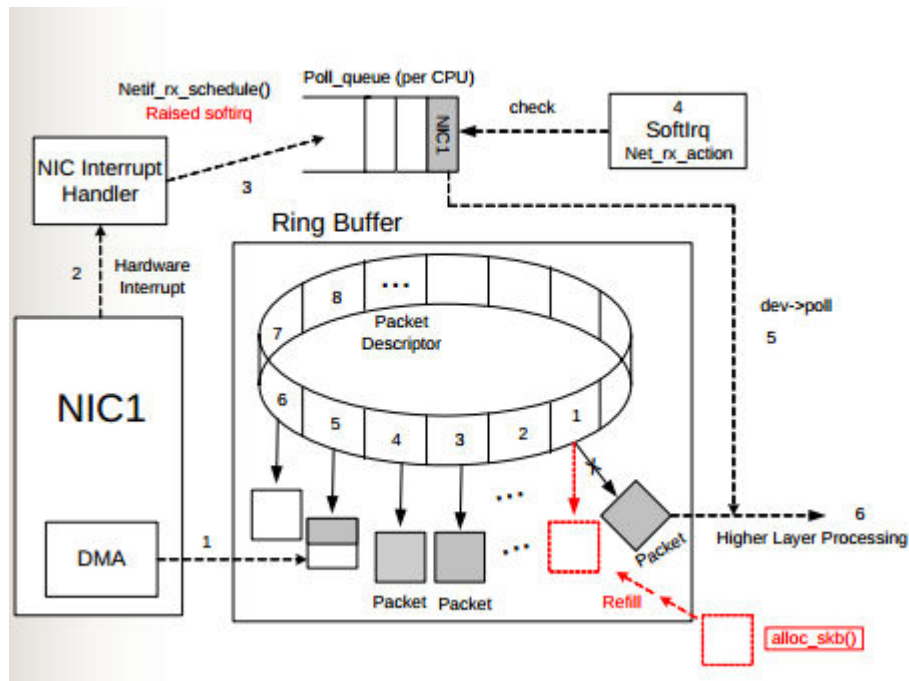 Poll_queue (per CPU)
Netif_rx_schedule()
Raised softirq
NIC1
check
4
SoftIrq
Net_rx_action
NIC Interrupt
Handler
3
Ring Buffer
2
Hardware
Interrupt
8
...
7
Packet
Descriptor
dev->poll
5
NIC1
6
5
4
3
2
1
...
...
DMA
1
Packet
Packet
Packet
6
Higher Layer Processing
Refill
alloc_skb()